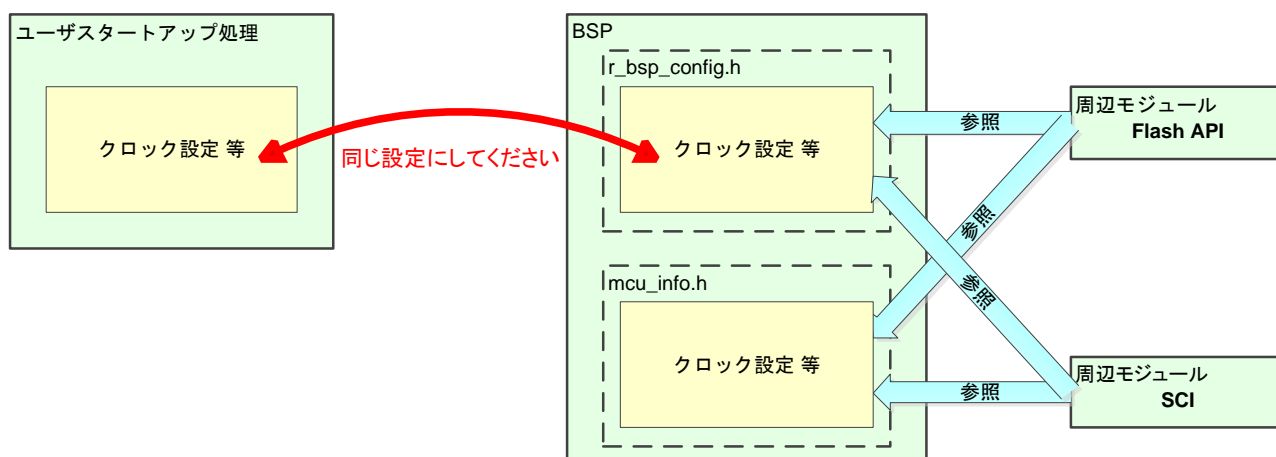 ユーザスタートアップ処理
クロック設定 等
同じ設定にしてください
BSP
r_bsp_config.h
クロック設定 等
mcu_info.h
クロック設定 等
参照
参照
参照
参照
周辺モジュール
Flash API
周辺モジュール
SCI